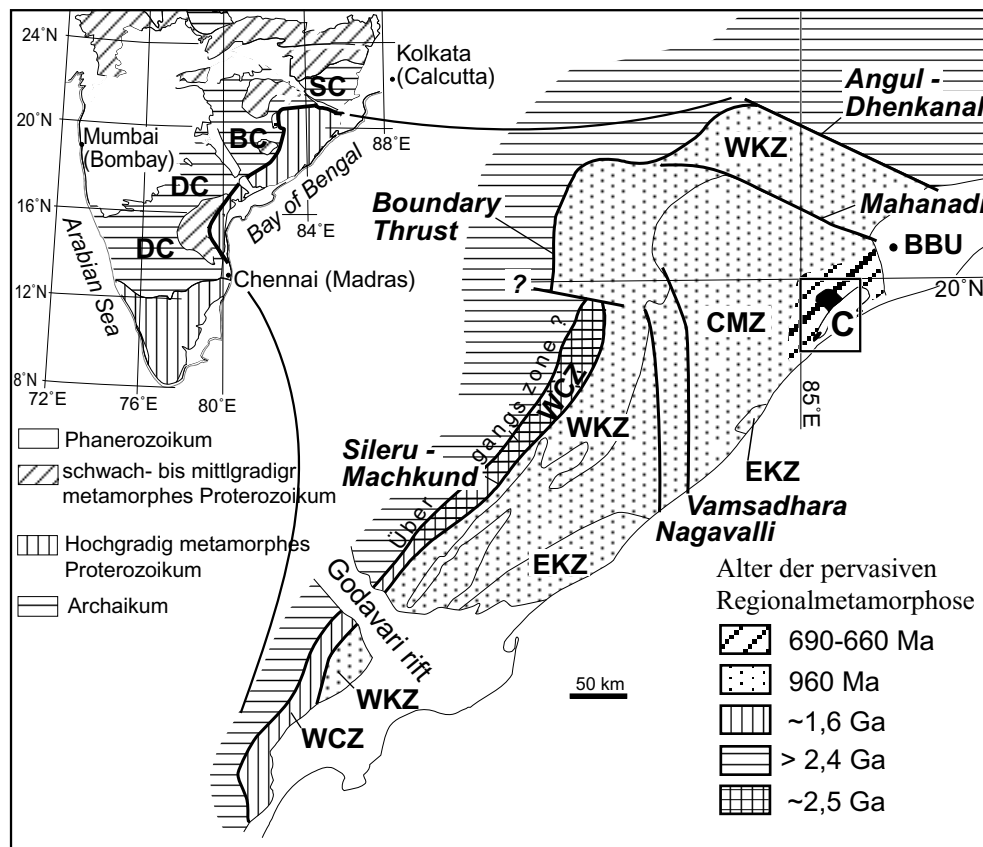 24°N
20°N
16°N
12°N
8°N
72°E
76°E
80°E
84°E
88°E
Kolkata
(Calcutta)
SC
Mumbai
(Bombay)
BC
DC
DC
Bay of Bengal
Arabian Sea
Chennai (Madras)
Phanerozoikum
schwach- bis mittlgradigr
metamorphes Proterozoikum
Hochgradig metamorphes
Proterozoikum
Archaikum
Angul -
Dhenkanal
WKZ
Mahanadi
BBU
Boundary
Thrust
?
20°N
CMZ
C
85°E
Übergangszone ?
WCZ
WKZ
Sileru -
Machkund
EKZ
Vamsadhara
Nagavalli
EKZ
Godavari rift
WKZ
WCZ
50 km
Alter der pervasiven
Regionalmetamorphose
690-660 Ma
960 Ma
~1,6 Ga
> 2,4 Ga
~2,5 Ga